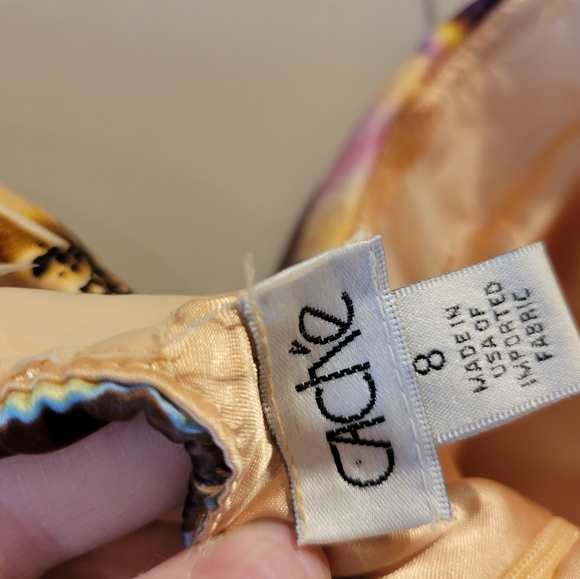 Caché
8
MADE IN
USA OF
IMPORTED
FABRIC